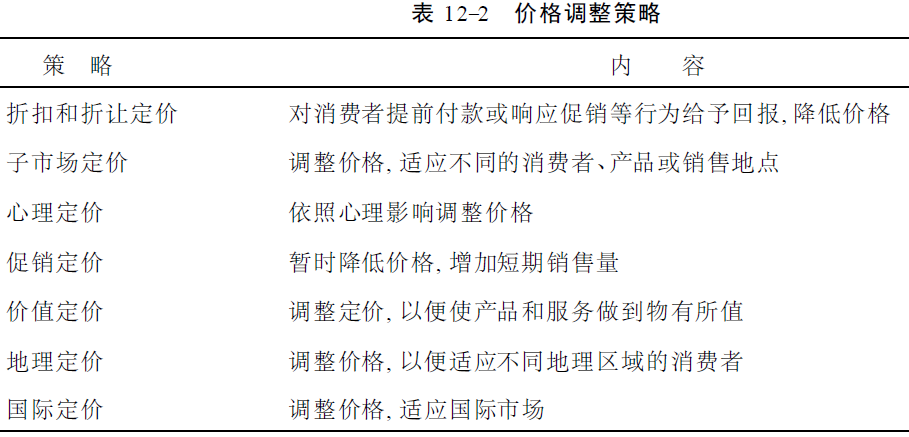 表 12–2 价格调整策略
策 略 内 容
折扣和折让定价 对消费者提前付款或响应促销等行为给予回报,降低价格
子市场定价 调整价格,适应不同的消费者、产品或销售地点
心理定价 依照心理影响调整价格
促销定价 暂时降低价格,增加短期销售量
价值定价 调整定价,以便使产品和服务做到物有所值
地理定价 调整价格,以便适应不同地理区域的消费者
国际定价 调整价格,适应国际市场